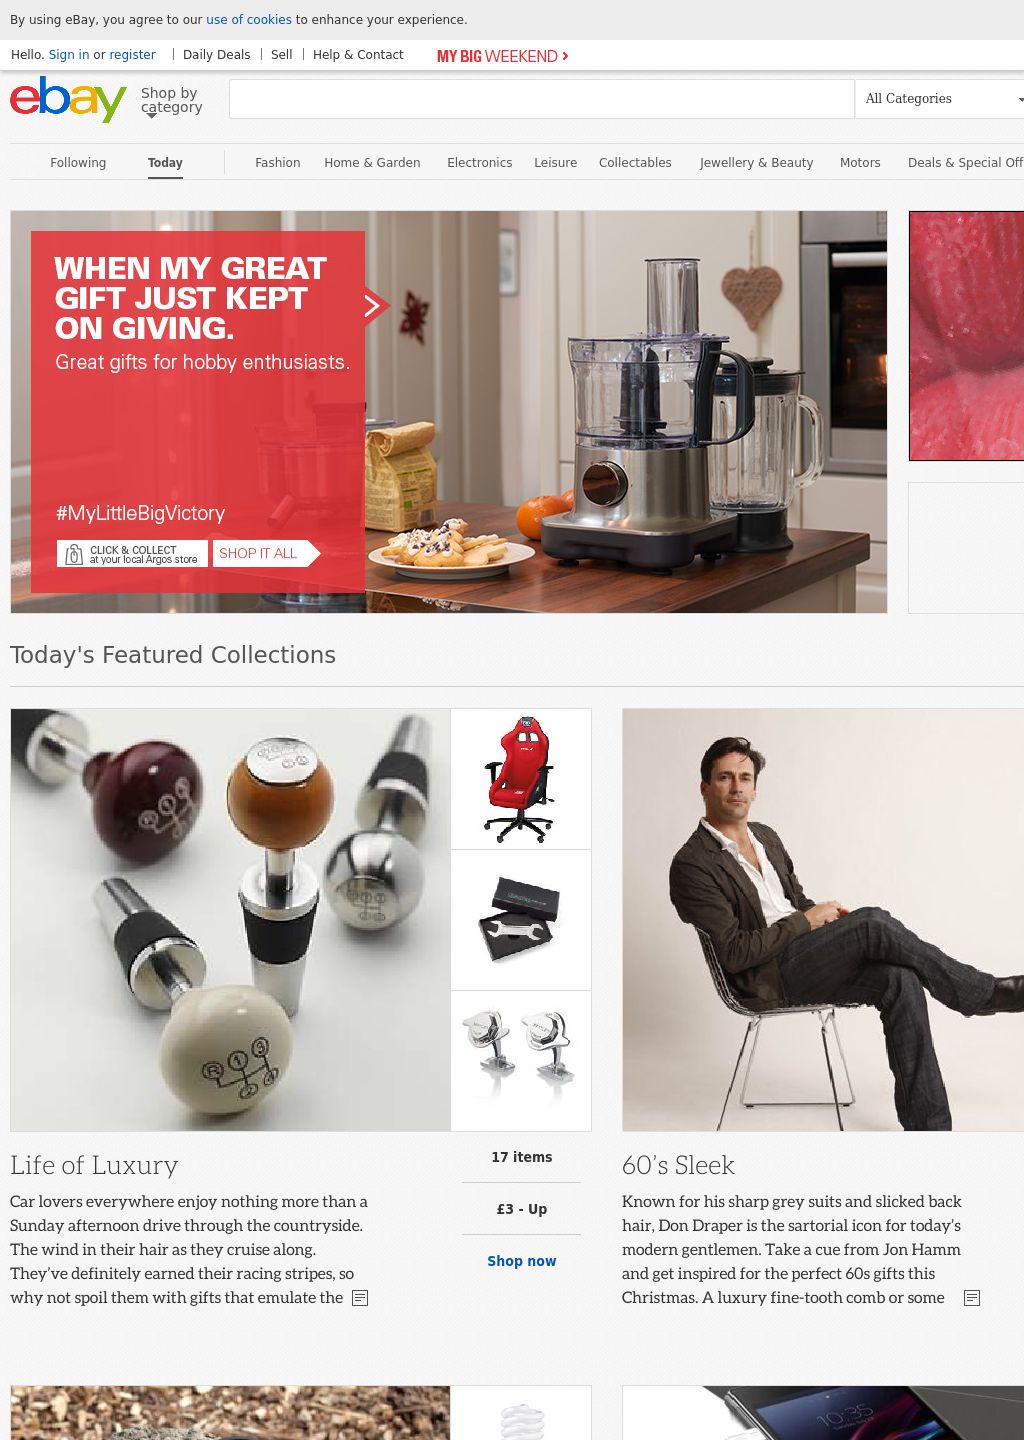 By using eBay, you agree to our use of cookies to enhance your experience.
Hello. Sign in or register
Daily Deals
Sell
Help & Contact
MY BIG WEEKEND
ebay
Shop by
category
All Categories
Following
Today
Fashion
Home & Garden
Electronics
Leisure
Collectables
Jewellery & Beauty
Motors
Deals & Special Off
WHEN MY GREAT
GIFT JUST KEPT
ON GIVING.
Great gifts for hobby enthusiasts.
#MyLittleBigVictory
CLICK & COLLECT
at your local Argos store
SHOP IT ALL
Today's Featured Collections
R 1 3
Life of Luxury
Car lovers everywhere enjoy nothing more than a
Sunday afternoon drive through the countryside.
The wind in their hair as they cruise along.
They’ve definitely earned their racing stripes, so
why not spoil them with gifts that emulate the
17 items
£3 - Up
Shop now
60’s Sleek
Known for his sharp grey suits and slicked back
hair, Don Draper is the sartorial icon for today’s
modern gentlemen. Take a cue from Jon Hamm
and get inspired for the perfect 60s gifts this
Christmas. A luxury fine-tooth comb or some
10:35